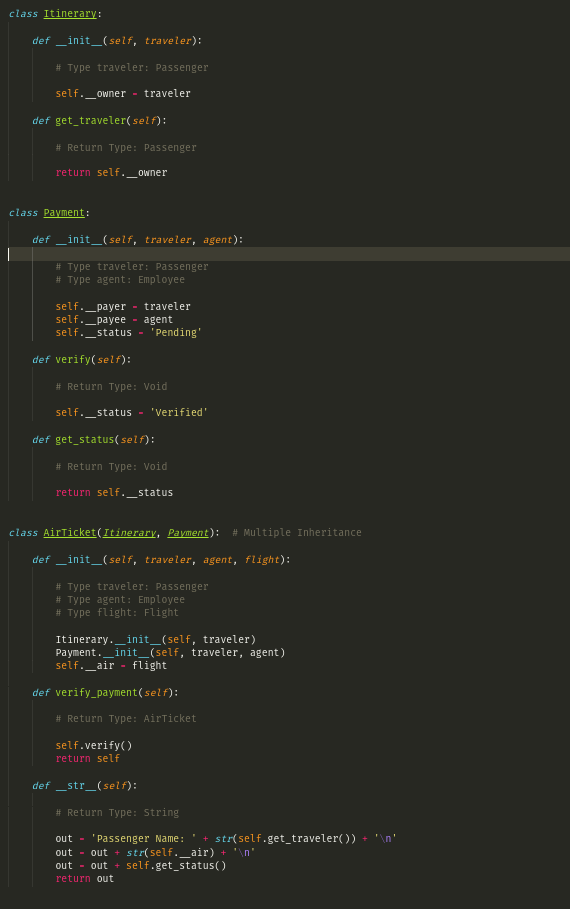 class Itinerary:
def __init__(self, traveler):
# Type traveler: Passenger
self.__owner = traveler
def get_traveler(self):
# Return Type: Passenger
return self.__owner
class Payment:
def __init__(self, traveler, agent):
# Type traveler: Passenger
# Type agent: Employee
self.__payer = traveler
self.__payee = agent
self.__status = 'Pending'
def verify(self):
# Return Type: Void
self.__status = 'Verified'
def get_status(self):
# Return Type: Void
return self.__status
class AirTicket(Itinerary, Payment):  # Multiple Inheritance
def __init__(self, traveler, agent, flight):
# Type traveler: Passenger
# Type agent: Employee
# Type flight: Flight
Itinerary.__init__(self, traveler)
Payment.__init__(self, traveler, agent)
self.__air = flight
def verify_payment(self):
# Return Type: AirTicket
self.verify()
return self
def __str__(self):
# Return Type: String
out = 'Passenger Name: ' + str(self.get_traveler()) + '\n'
out = out + str(self.__air) + '\n'
out = out + self.get_status()
return out